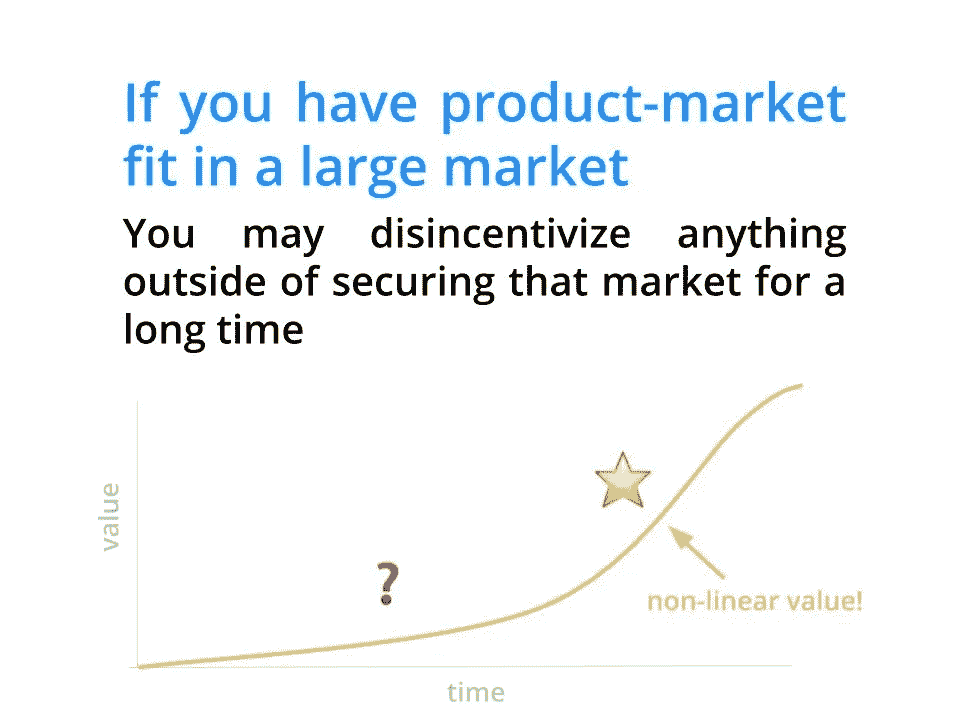 If you have product-market
fit in a large market
You may disincentivize anything
outside of securing that market for a
long time
value
?
non-linear value!
time